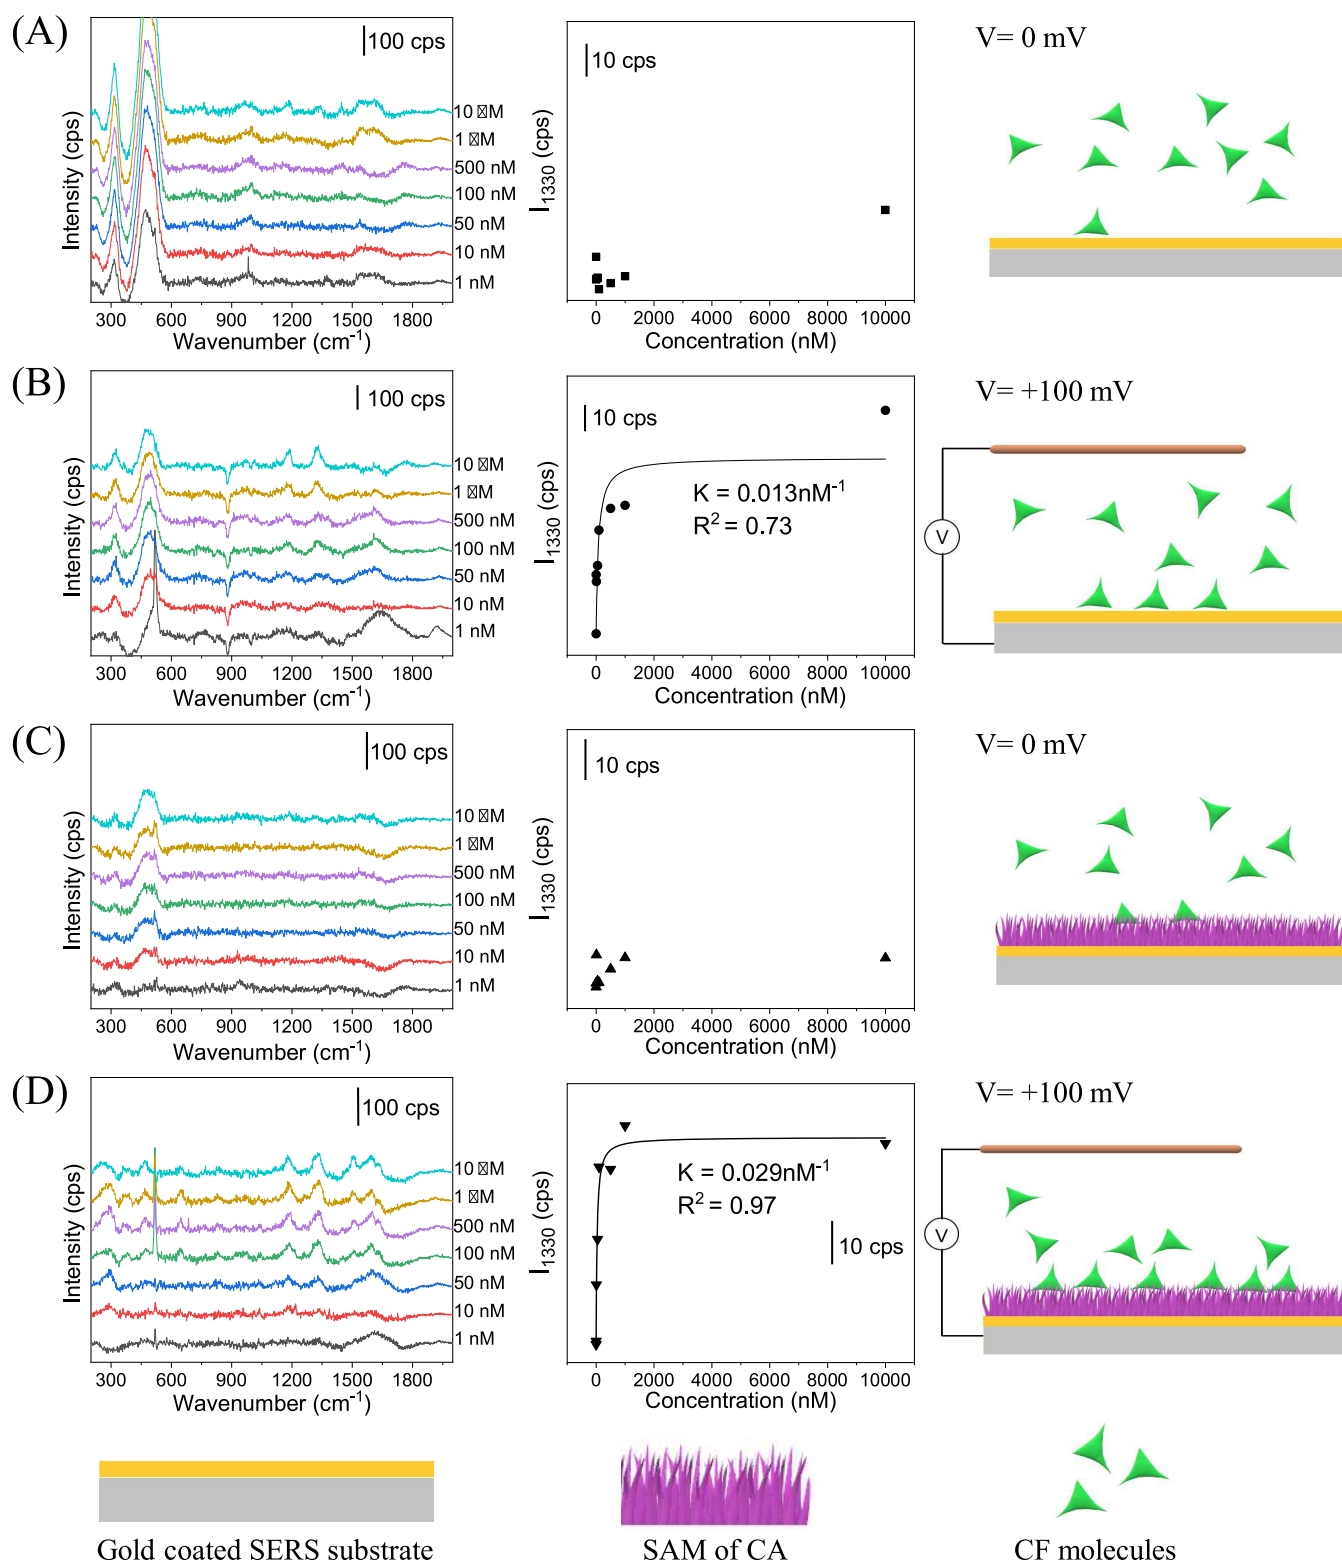 (A)
100 cps
Intensity (cps)
10 �M
1 �M
500 nM
100 nM
50 nM
10 nM
1 nM
300 600 900 1200 1500 1800
Wavenumber (cm⁻¹)
10 cps
I₁₃₃₀ (cps)
0 2000 4000 6000 8000 10000
Concentration (nM)
V= 0 mV
(B)
100 cps
Intensity (cps)
10 �M
1 �M
500 nM
100 nM
50 nM
10 nM
1 nM
300 600 900 1200 1500 1800
Wavenumber (cm⁻¹)
10 cps
I₁₃₃₀ (cps)
K = 0.013nM⁻¹
R² = 0.73
0 2000 4000 6000 8000 10000
Concentration (nM)
V= +100 mV
V
(C)
100 cps
Intensity (cps)
10 �M
1 �M
500 nM
100 nM
50 nM
10 nM
1 nM
300 600 900 1200 1500 1800
Wavenumber (cm⁻¹)
10 cps
I₁₃₃₀ (cps)
0 2000 4000 6000 8000 10000
Concentration (nM)
V= 0 mV
(D)
100 cps
Intensity (cps)
10 �M
1 �M
500 nM
100 nM
50 nM
10 nM
1 nM
300 600 900 1200 1500 1800
Wavenumber (cm⁻¹)
I₁₃₃₀ (cps)
K = 0.029nM⁻¹
R² = 0.97
10 cps
0 2000 4000 6000 8000 10000
Concentration (nM)
V= +100 mV
V
Gold coated SERS substrate
SAM of CA
CF molecules